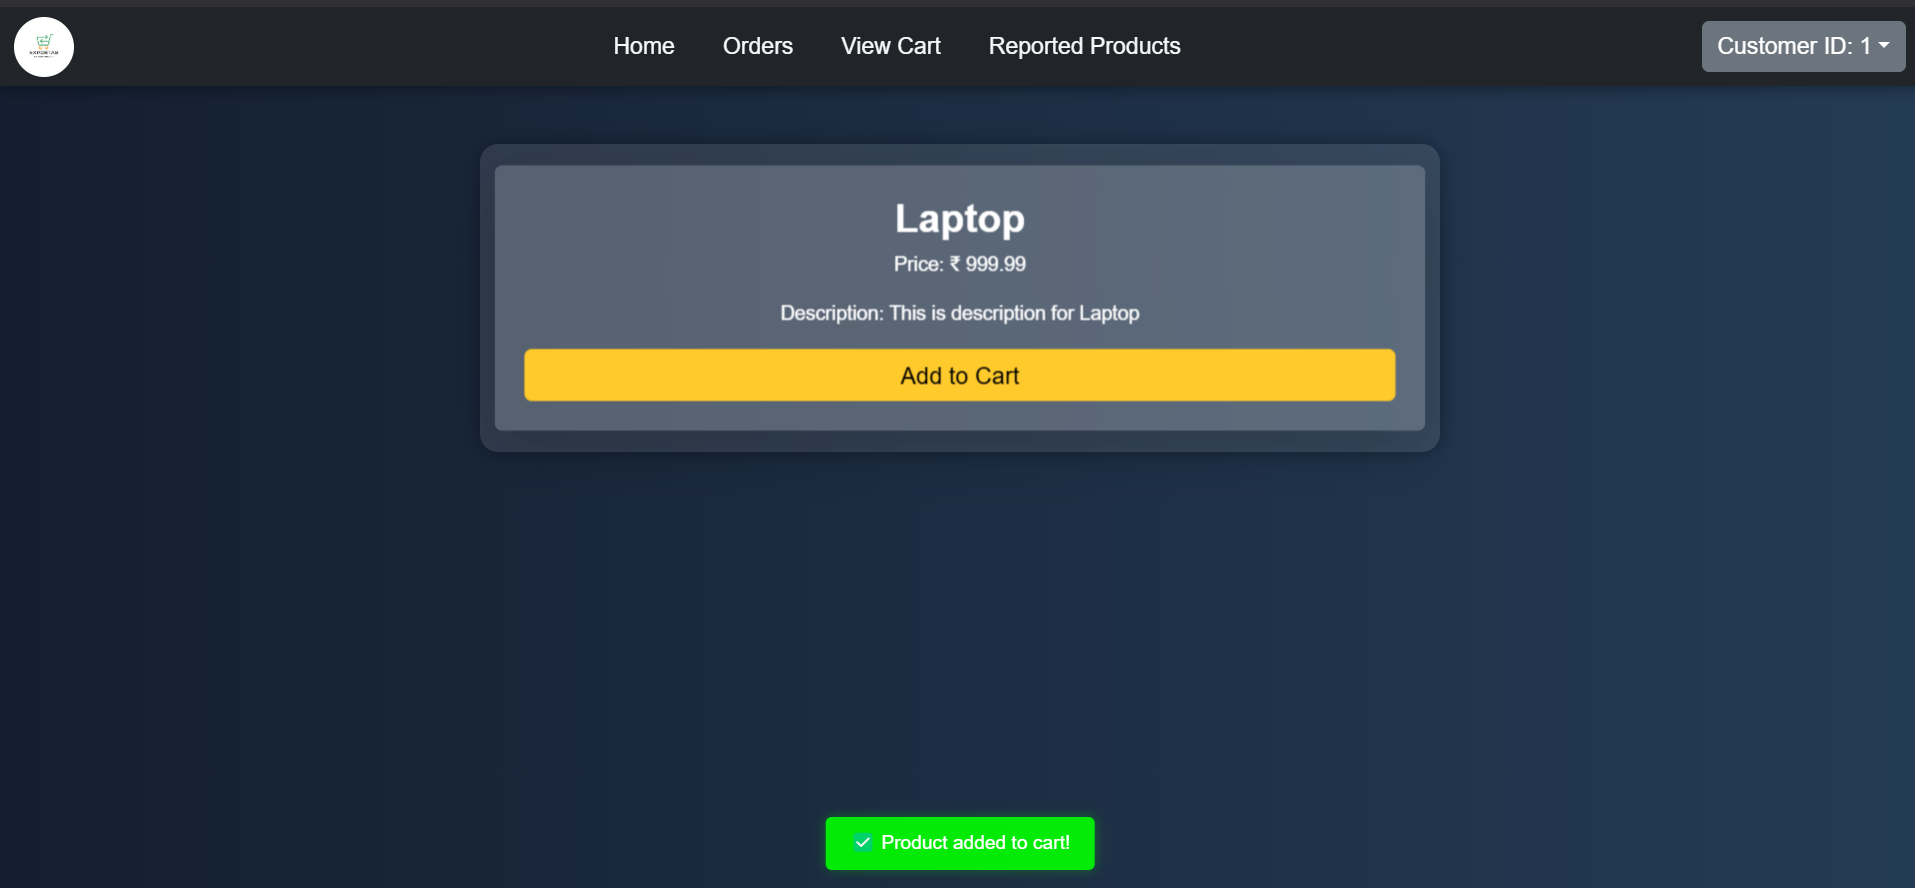 Home
Orders
View Cart
Reported Products
Customer ID: 1
Laptop
Price: ₹ 999.99
Description: This is description for Laptop
Add to Cart
Product added to cart!